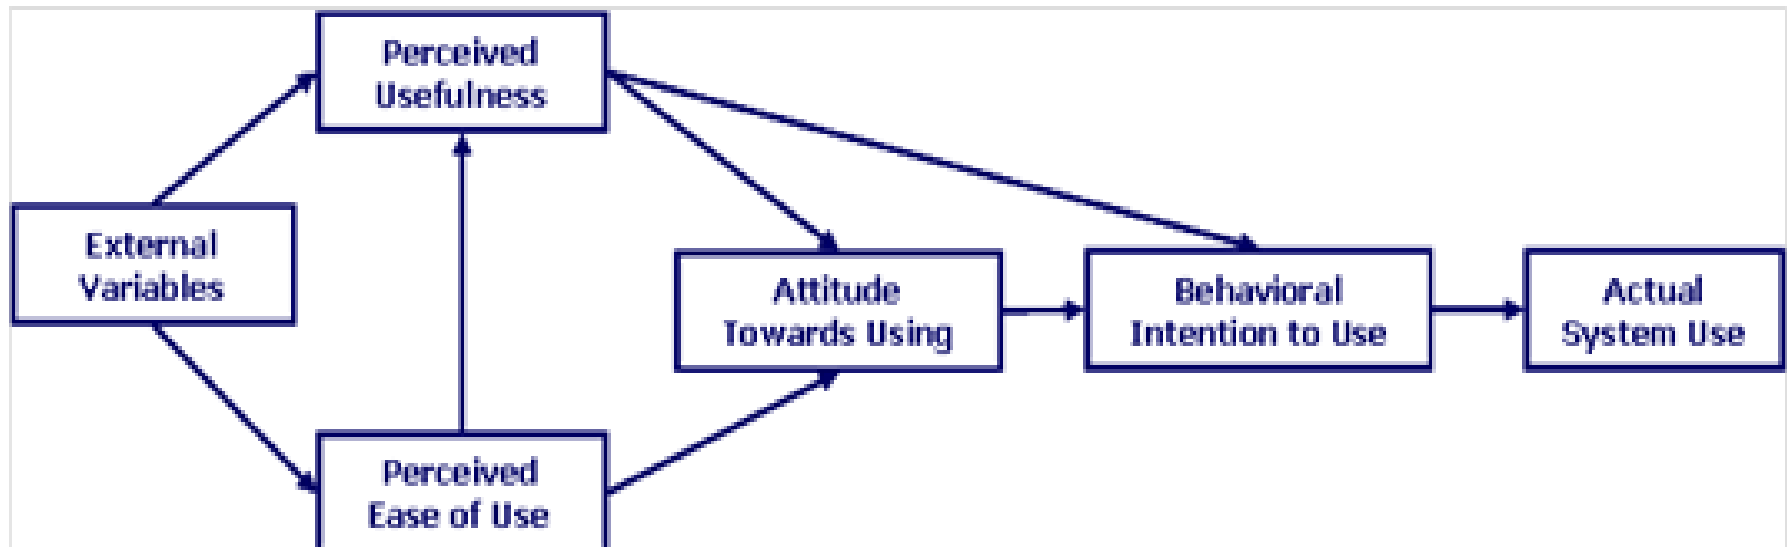 Perceived
Usefulness
External
Variables
Attitude
Towards Using
Behavioral
Intention to Use
Actual
System Use
Perceived
Ease of Use